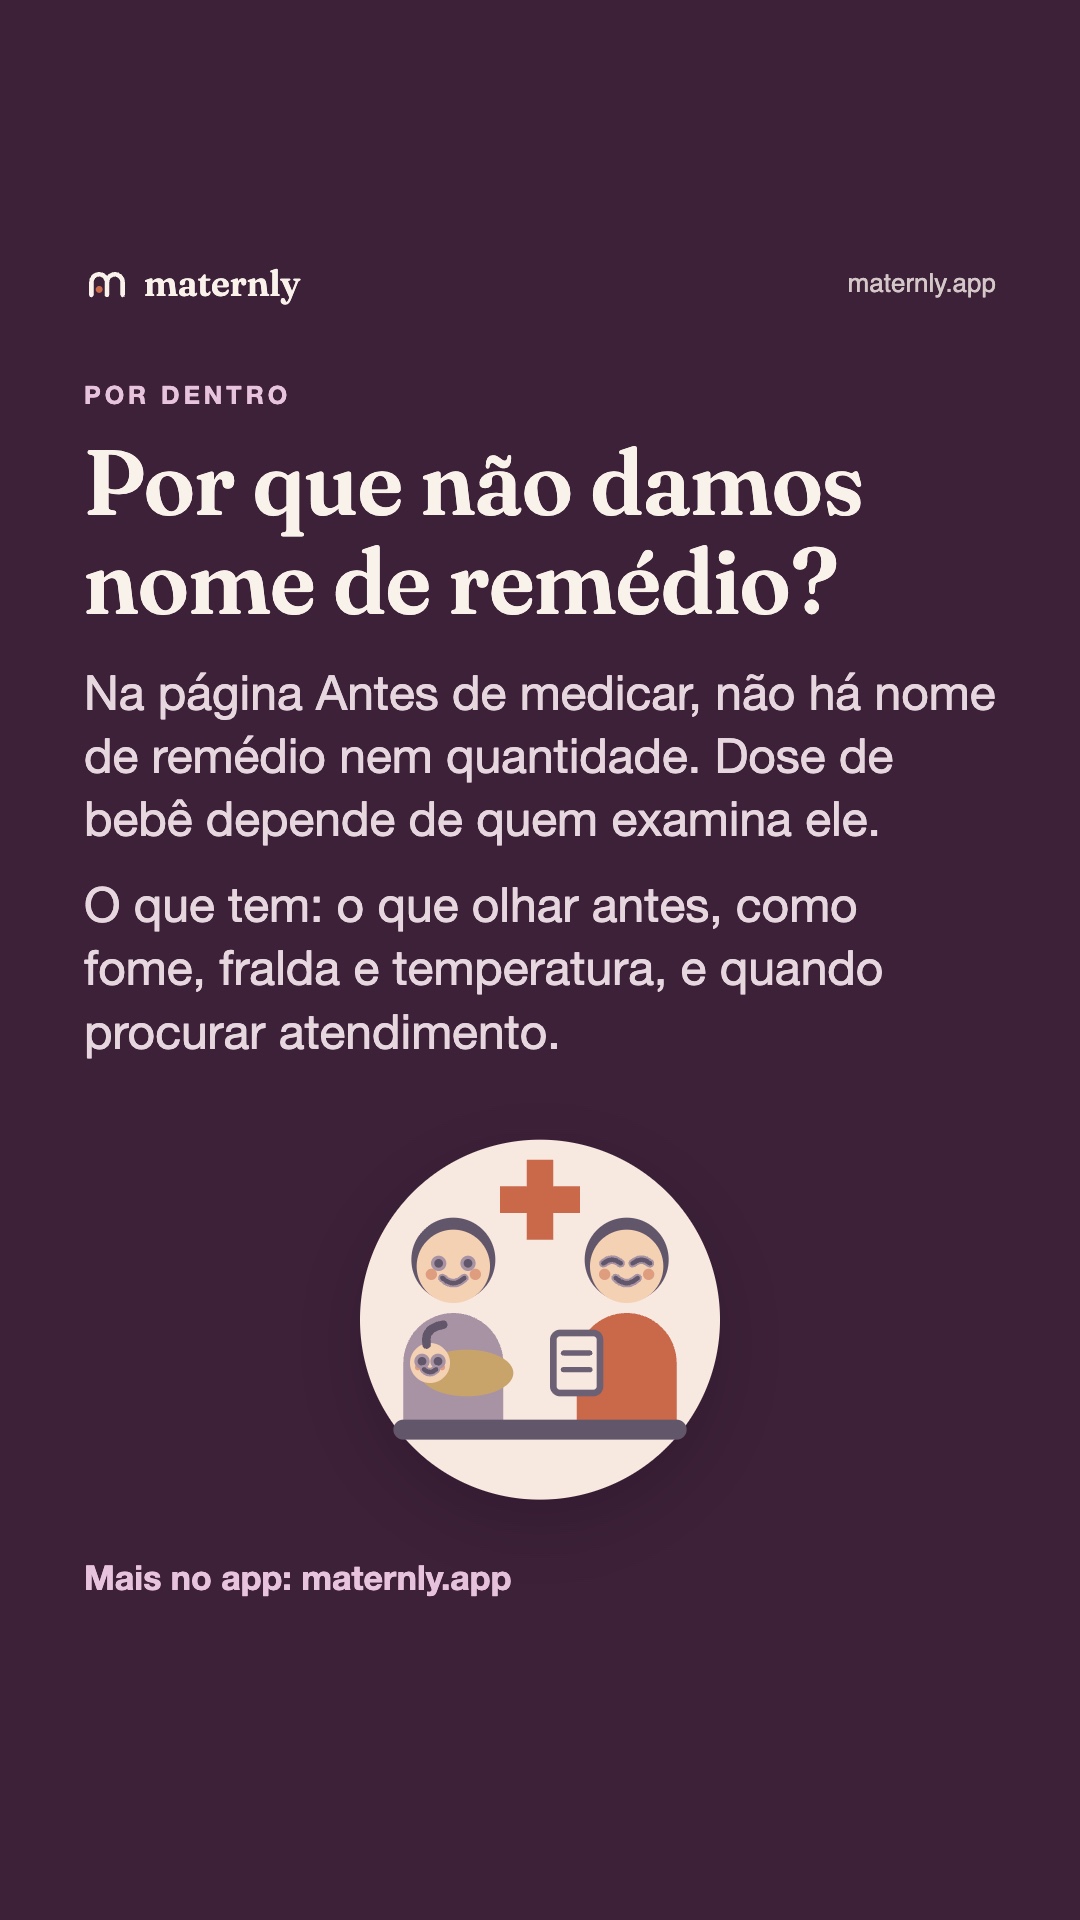 maternly
maternly.app
POR DENTRO
Por que não damos
nome de remédio?
Na página Antes de medicar, não há nome
de remédio nem quantidade. Dose de
bebê depende de quem examina ele.
O que tem: o que olhar antes, como
fome, fralda e temperatura, e quando
procurar atendimento.
Mais no app: maternly.app